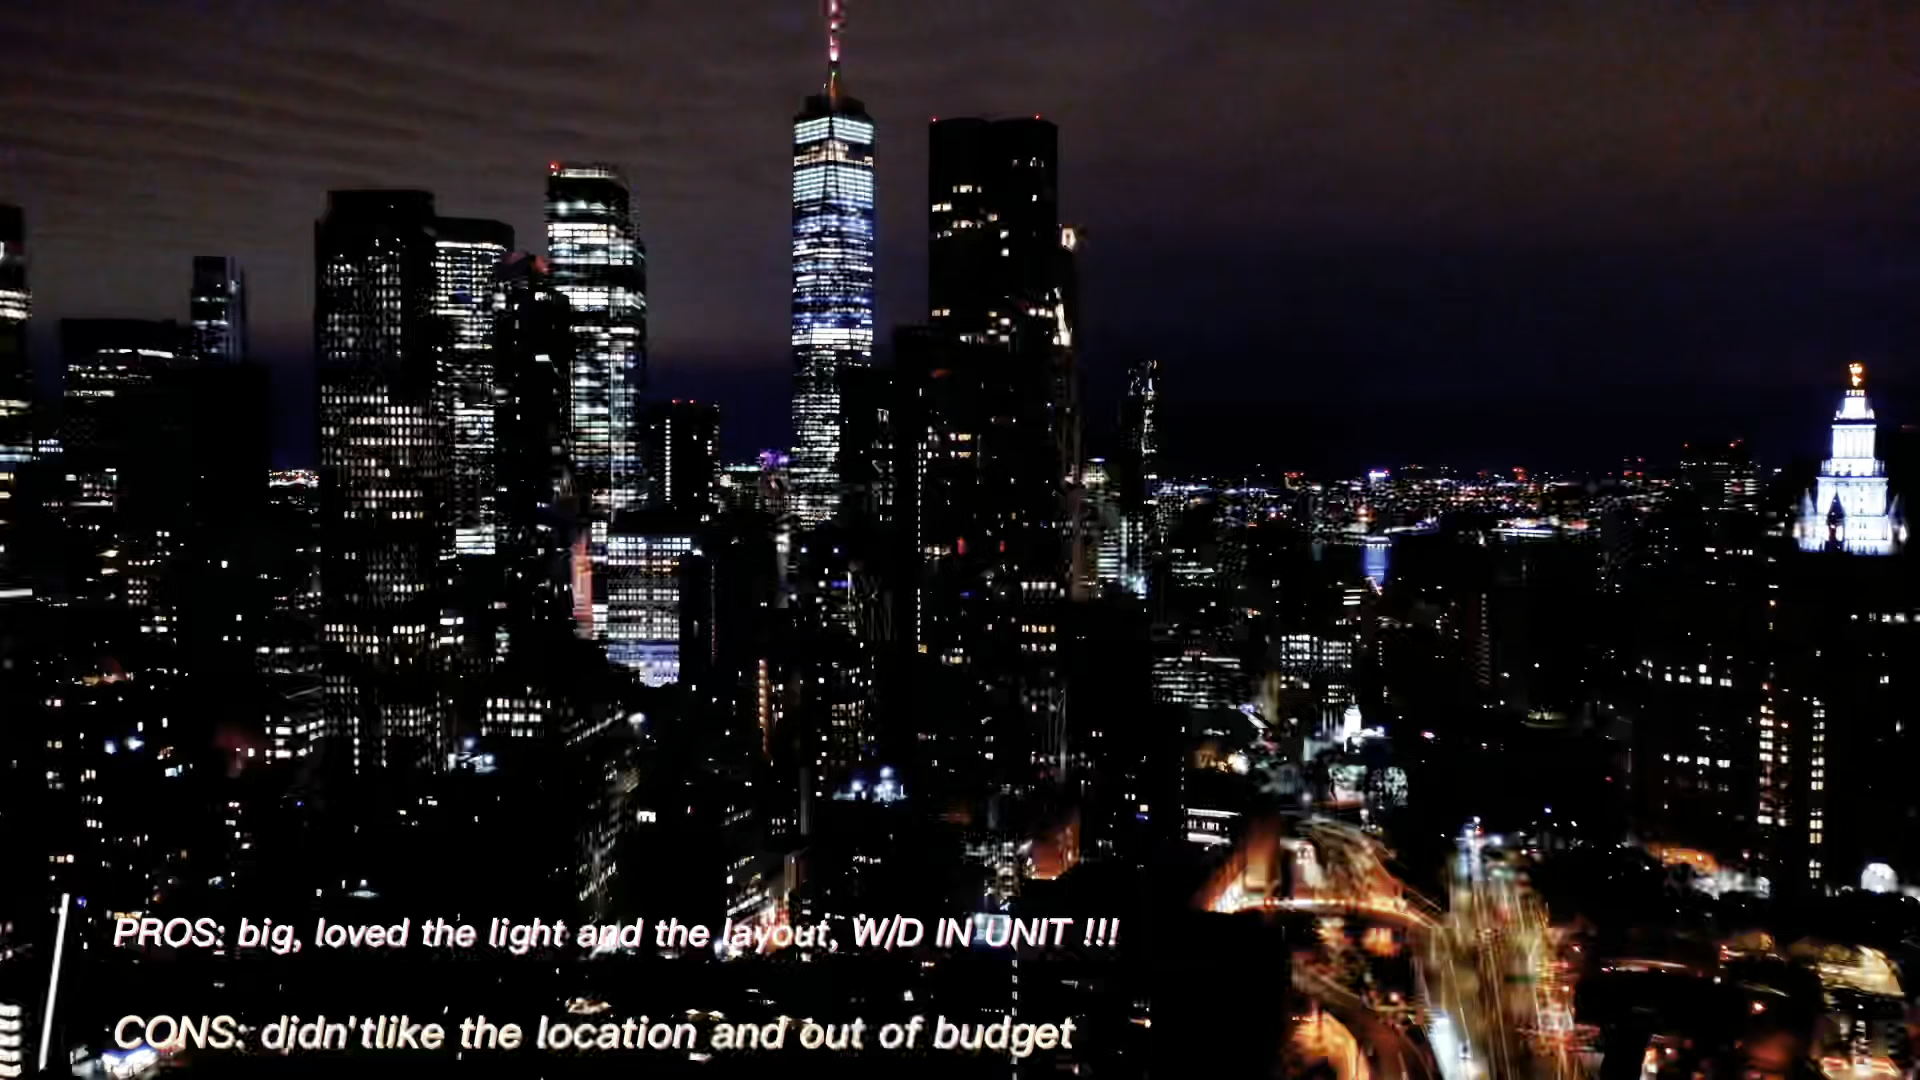 PROS: big, loved the light and the layout, W/D IN UNIT !!!
CONS: didn'tlike the location and out of budget